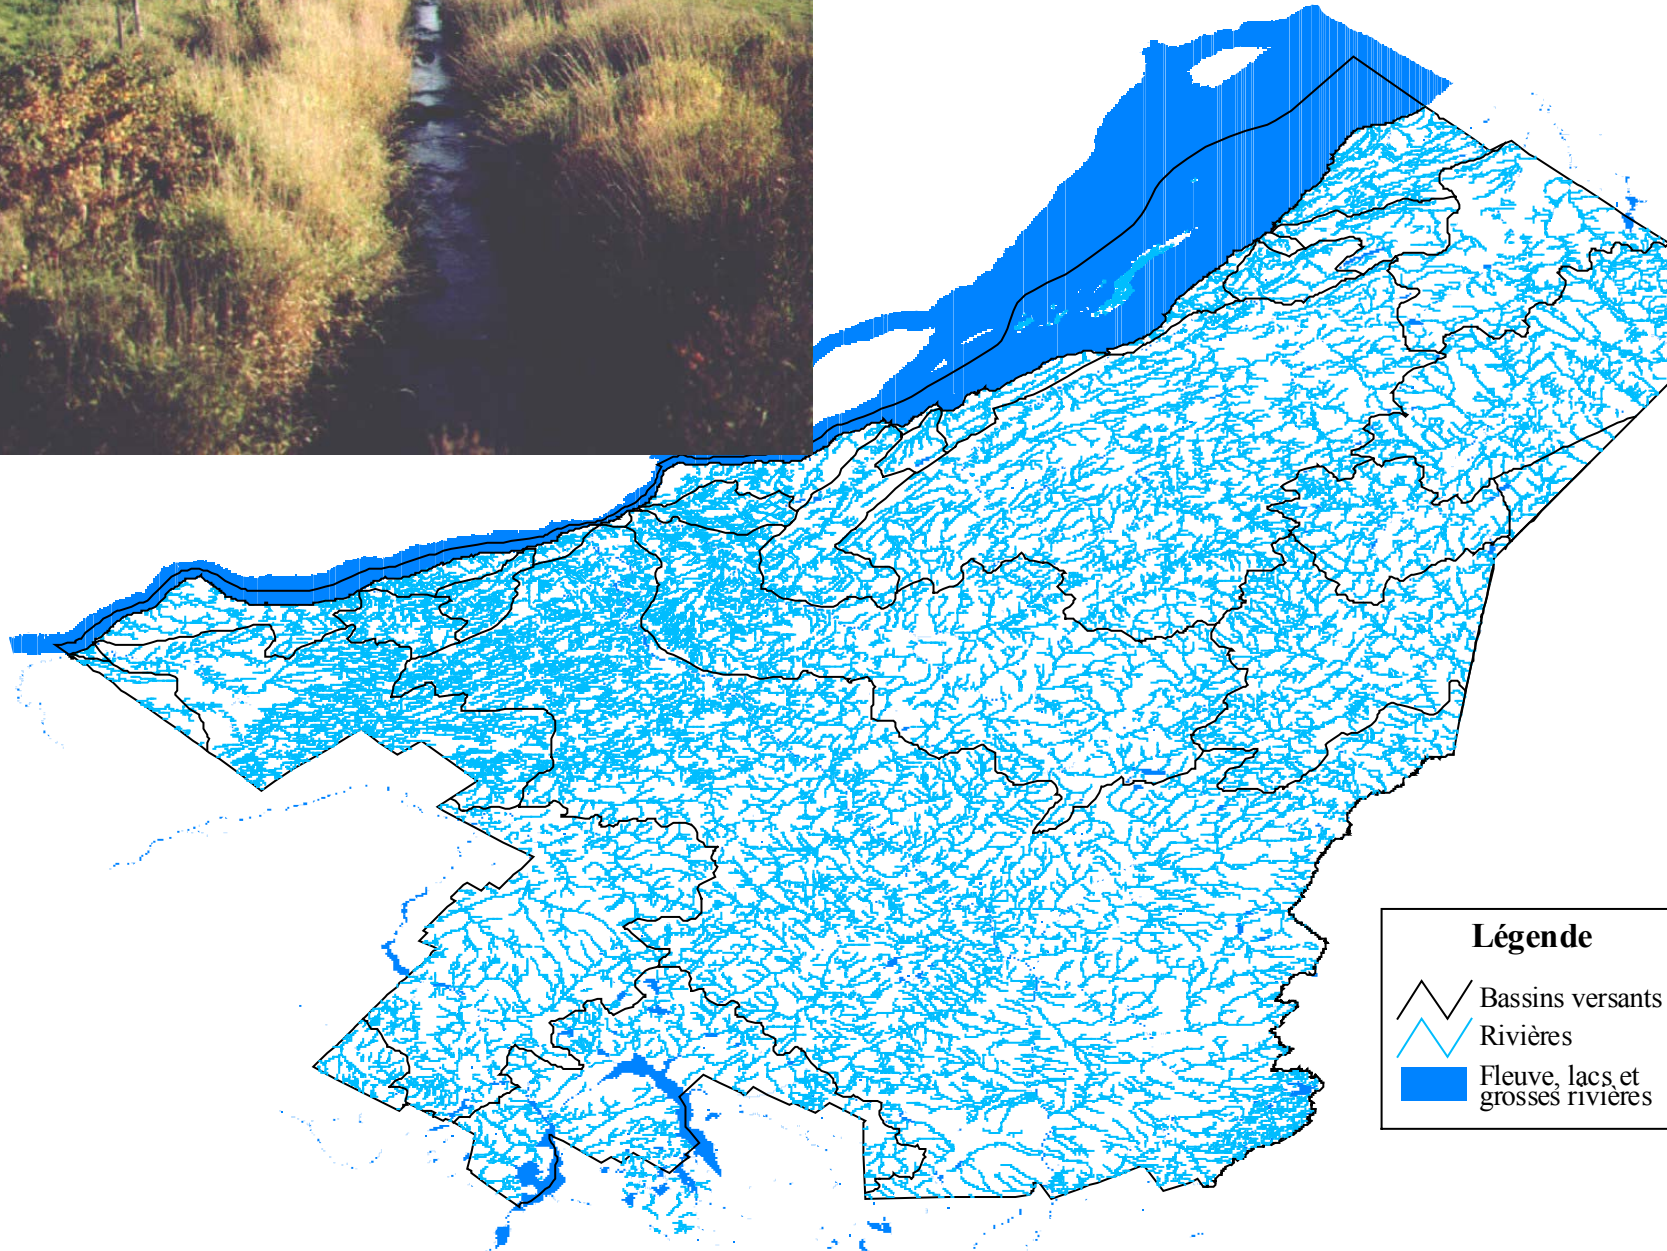 Légende
Bassins versants
Rivières
Fleuve, lacs et
grosses rivières